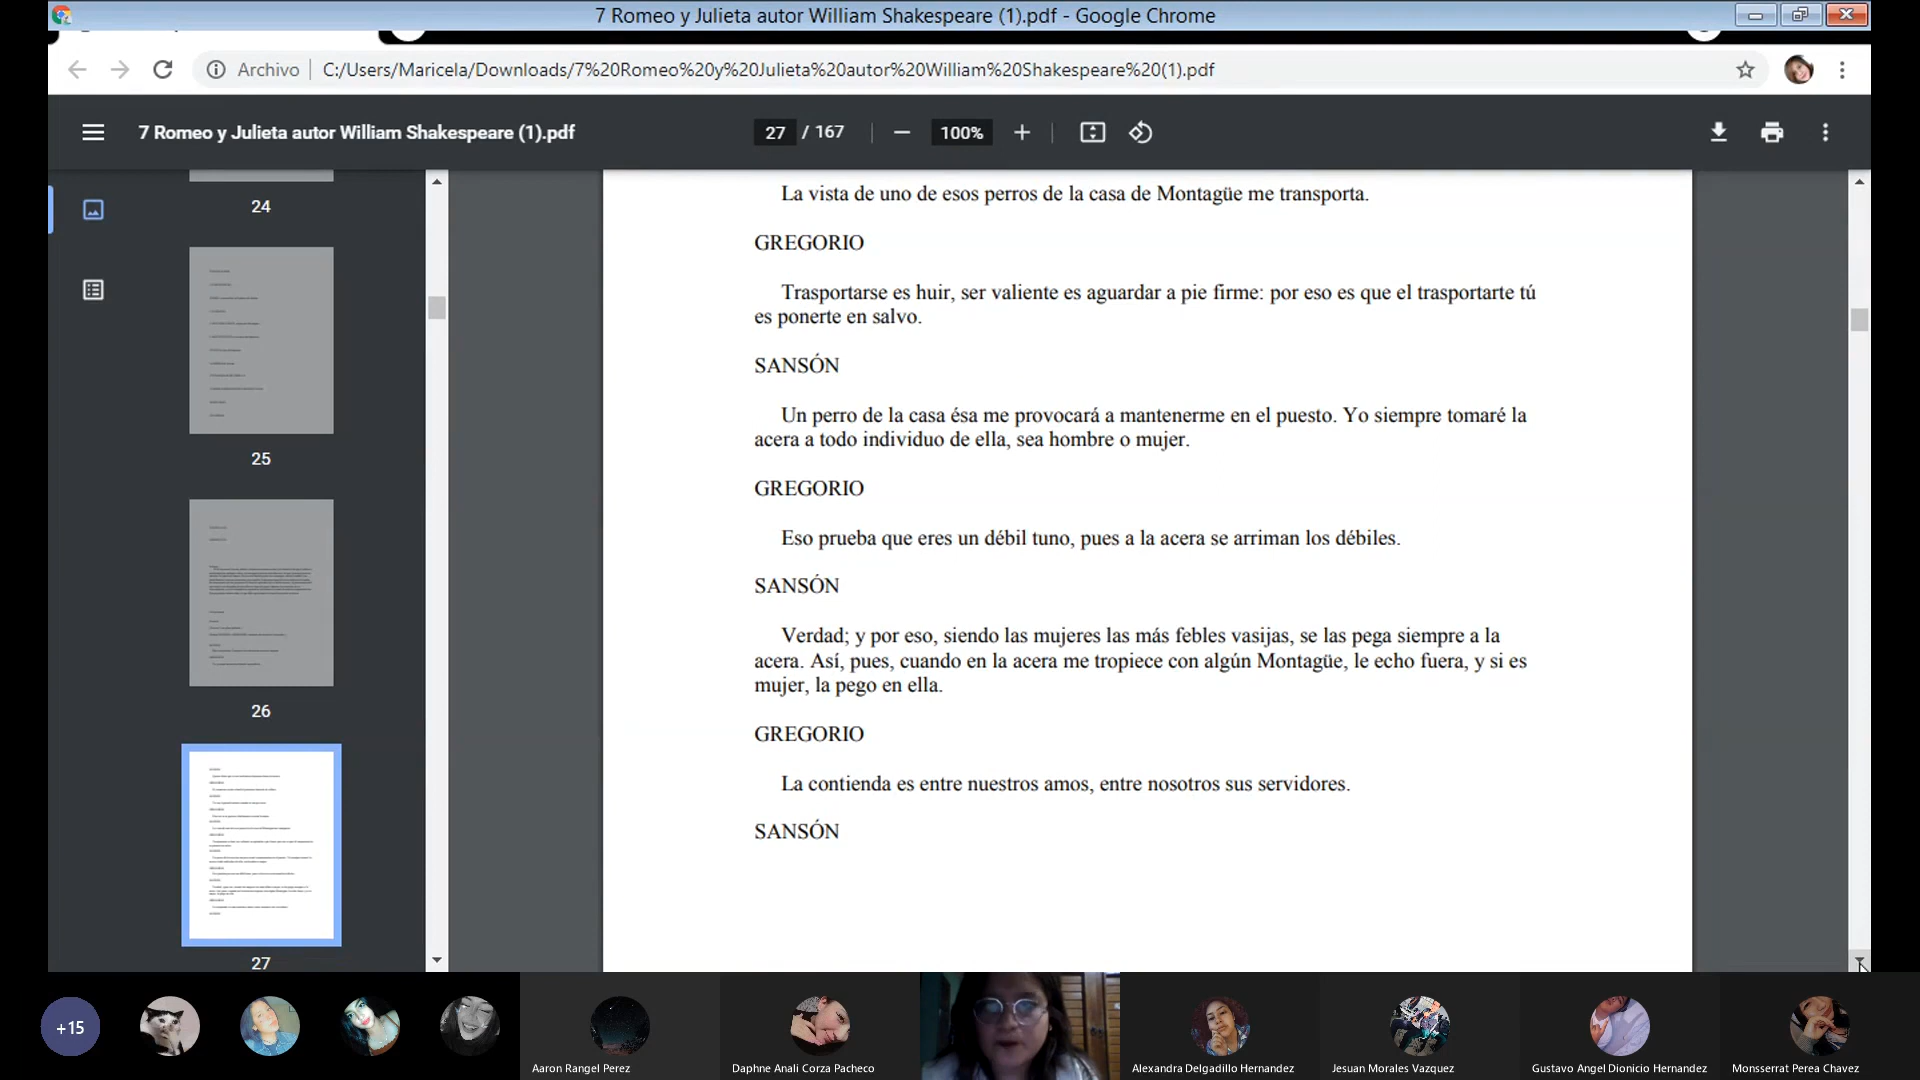 7 Romeo y Julieta autor William Shakespeare (1).pdf - Google Chrome
Archivo C:/Users/Maricela/Downloads/7%20Romeo%20y%20Julieta%20autor%20William%20Shakespeare%20(1).pdf
7 Romeo y Julieta autor William Shakespeare (1).pdf 27 / 167 100%
24
25
26
27
La vista de uno de esos perros de la casa de Montagüe me transporta.
GREGORIO
Trasportarse es huir, ser valiente es aguardar a pie firme: por eso es que el trasportarte tú
es ponerte en salvo.
SANSÓN
Un perro de la casa ésa me provocará a mantenerme en el puesto. Yo siempre tomaré la
acera a todo individuo de ella, sea hombre o mujer.
GREGORIO
Eso prueba que eres un débil tuno, pues a la acera se arriman los débiles.
SANSÓN
Verdad; y por eso, siendo las mujeres las más febles vasijas, se las pega siempre a la
acera. Así, pues, cuando en la acera me tropiece con algún Montagüe, le echo fuera, y si es
mujer, la pego en ella.
GREGORIO
La contienda es entre nuestros amos, entre nosotros sus servidores.
SANSÓN
+15
Aaron Rangel Perez
Daphne Anali Corza Pacheco
Alexandra Delgadillo Hernandez
Jesuan Morales Vazquez
Gustavo Angel Dionicio Hernandez
Monsserrat Perea Chavez